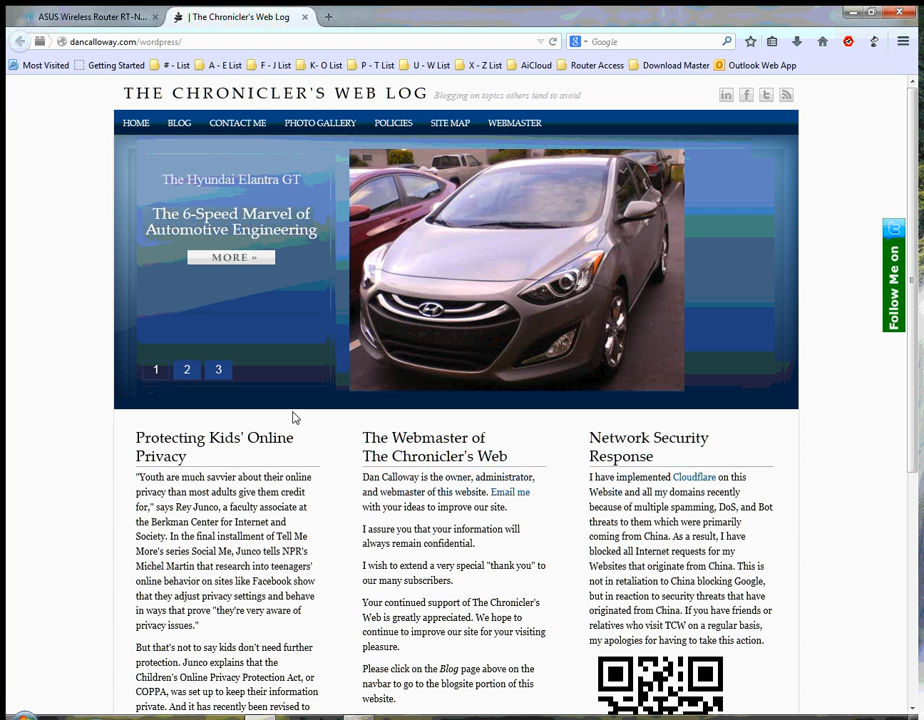 ASUS Wireless Router RT-N...
| The Chronicler's Web Log
dancalloway.com/wordpress/
Google
Most Visited Getting Started # - List A - E List F - J List K- O List P - T List U - W List X - Z List AiCloud Router Access Download Master Outlook Web App
THE CHRONICLER'S WEB LOG Blogging on topics others tend to avoid
HOME BLOG CONTACT ME PHOTO GALLERY POLICIES SITE MAP WEBMASTER
The Hyundai Elantra GT
The 6-Speed Marvel of
Automotive Engineering
MORE »
1 2 3
Follow Me on
Protecting Kids' Online
Privacy
"Youth are much savvier about their online
privacy than most adults give them credit
for," says Rey Junco, a faculty associate at
the Berkman Center for Internet and
Society. In the final installment of Tell Me
More's series Social Me, Junco tells NPR's
Michel Martin that research into teenagers'
online behavior on sites like Facebook show
that they adjust privacy settings and behave
in ways that prove "they're very aware of
privacy issues."
But that's not to say kids don't need further
protection. Junco explains that the
Children's Online Privacy Protection Act, or
COPPA, was set up to keep their information
private. And it has recently been revised to
The Webmaster of
The Chronicler's Web
Dan Calloway is the owner, administrator,
and webmaster of this website. Email me
with your ideas to improve our site.
I assure you that your information will
always remain confidential.
I wish to extend a very special "thank you" to
our many subscribers.
Your continued support of The Chronicler's
Web is greatly appreciated. We hope to
continue to improve our site for your visiting
pleasure.
Please click on the Blog page above on the
navbar to go to the blogsite portion of this
website.
Network Security
Response
I have implemented Cloudflare on this
Website and all my domains recently
because of multiple spamming, DoS, and Bot
threats to them which were primarily
coming from China. As a result, I have
blocked all Internet requests for my
Websites that originate from China. This is
not in retaliation to China blocking Google,
but in reaction to security threats that have
originated from China. If you have friends or
relatives who visit TCW on a regular basis,
my apologies for having to take this action.